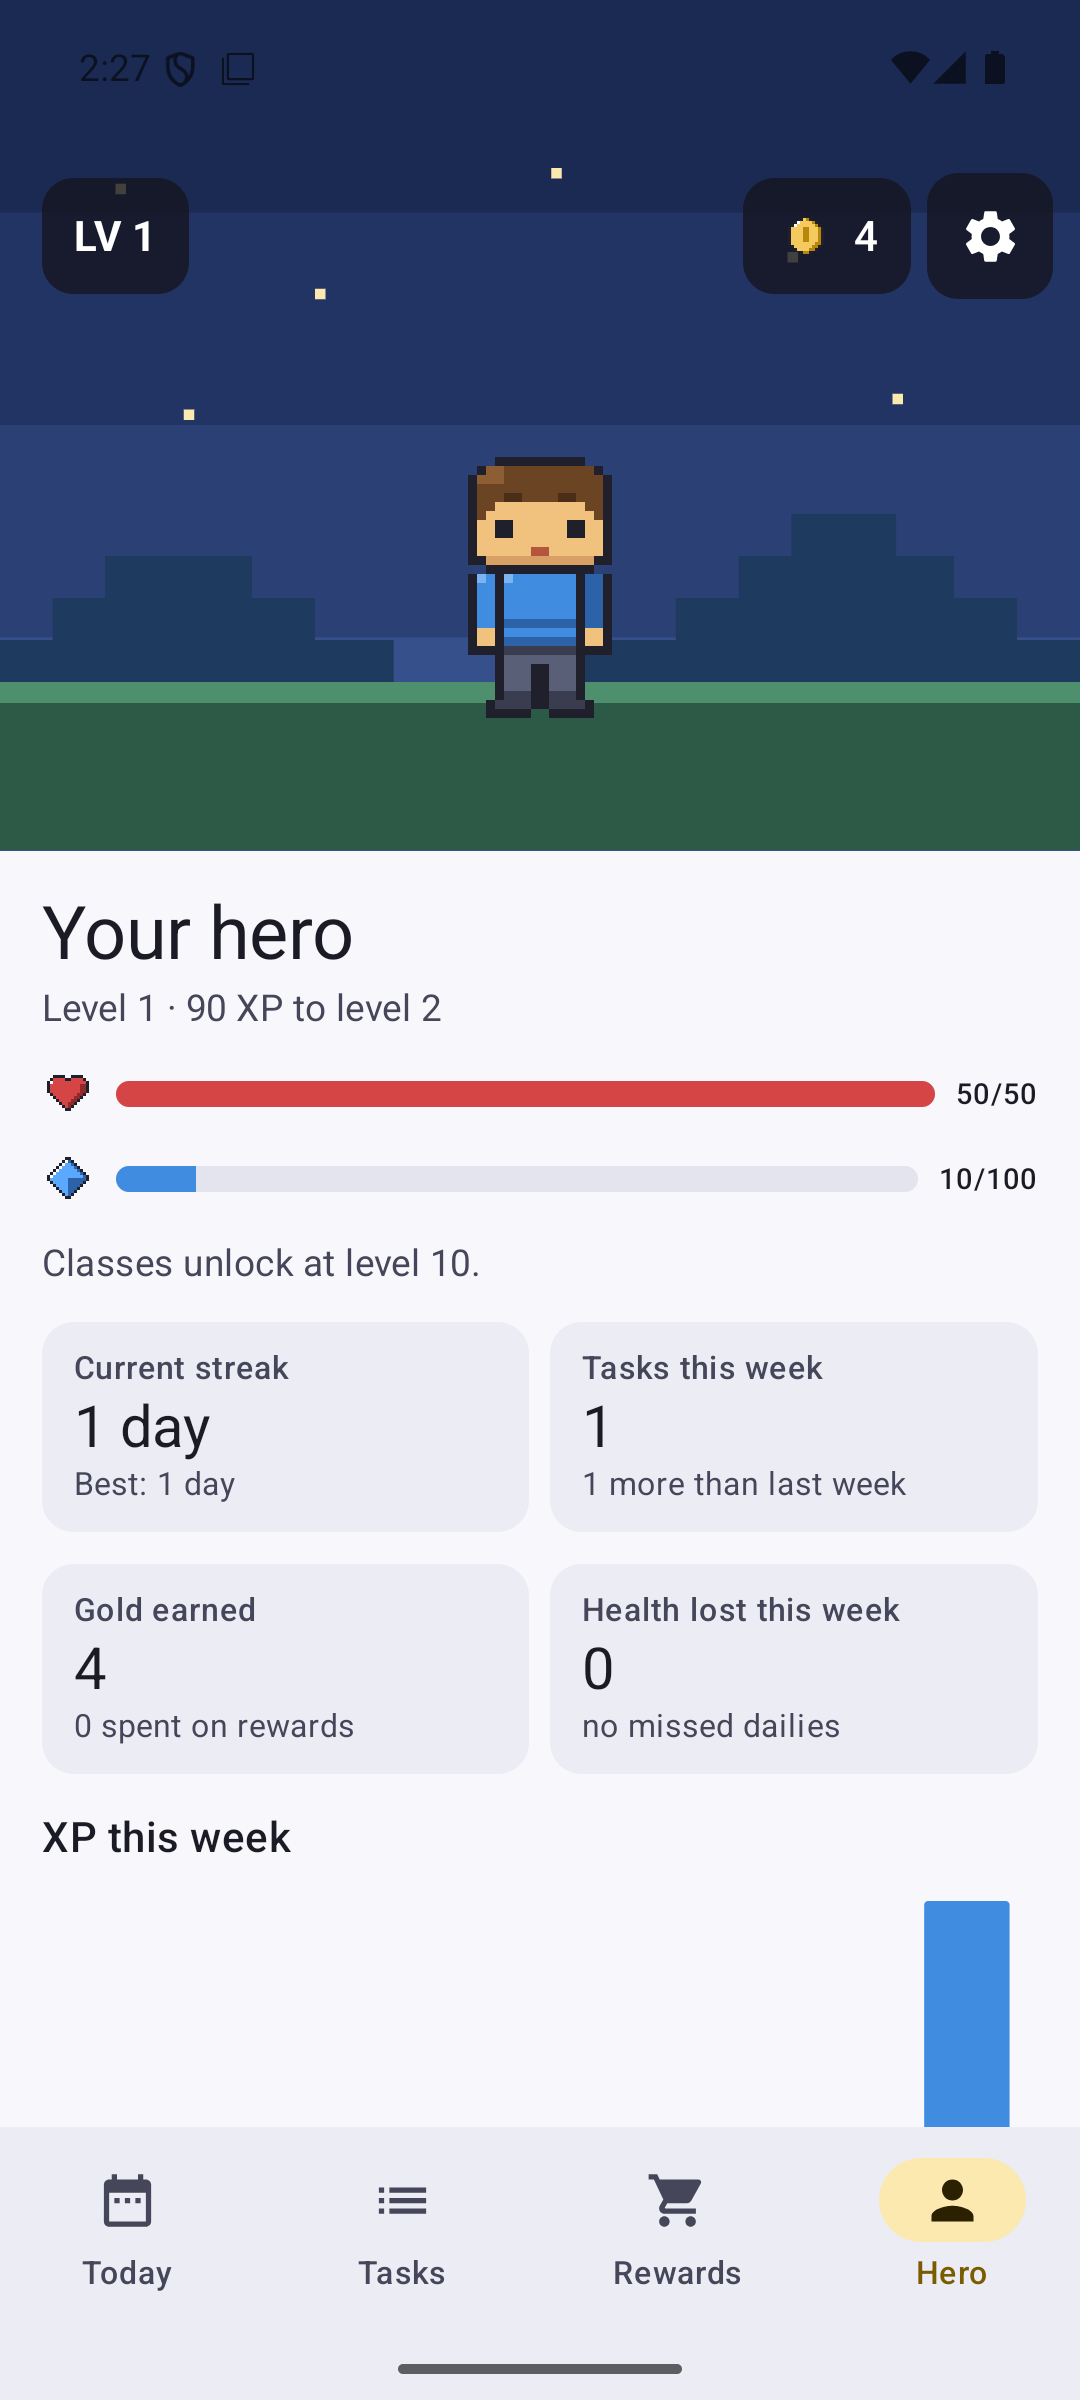 2:27
LV 1
4
Your hero
Level 1 · 90 XP to level 2
50/50
10/100
Classes unlock at level 10.
Current streak
1 day
Best: 1 day
Tasks this week
1
1 more than last week
Gold earned
4
0 spent on rewards
Health lost this week
0
no missed dailies
XP this week
Today
Tasks
Rewards
Hero